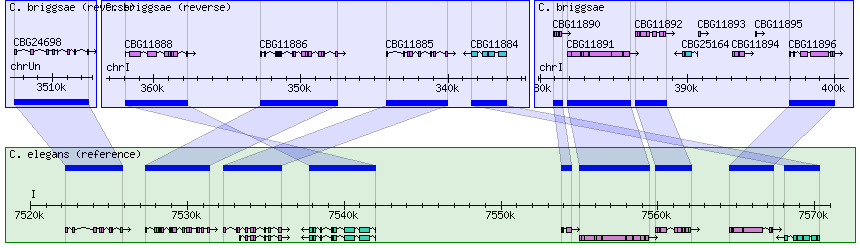 C. briggsae (reverse)
C. briggsae (reverse)
C. briggsae
CBG24698
CBG11888
CBG11886
CBG11885
CBG11884
CBG11890
CBG11892
CBG11893
CBG11895
CBG11891
CBG25164
CBG11894
CBG11896
chrUn
chrI
chrI
3510k
360k
350k
340k
80k
390k
400k
C. elegans (reference)
I
7520k
7530k
7540k
7550k
7560k
7570k